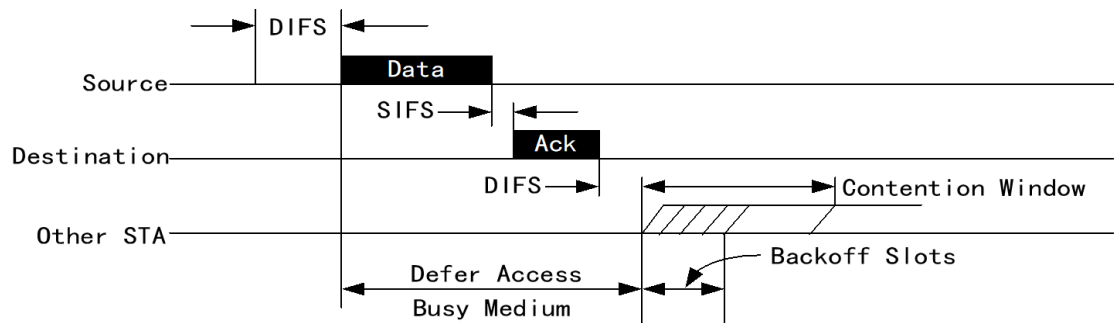 DIFS
Data
Source
SIFS
Ack
Destination
DIFS
Contention Window
Other STA
Backoff Slots
Defer Access
Busy Medium